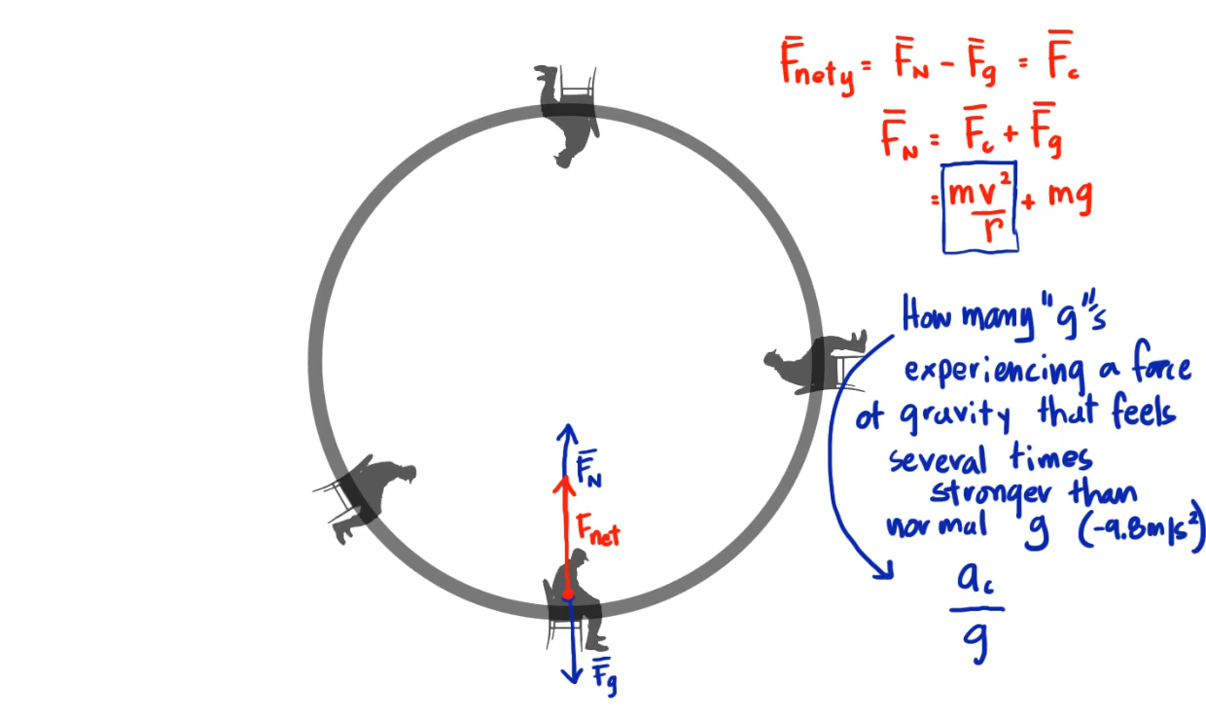 F̅nety = F̅N - F̅g = F̅c
F̅N = F̅c + F̅g
= mv²/r + mg
How many "g"s
experiencing a force
of gravity that feels
several times
stronger than
normal g (-9.8m/s²)
ac
g
F̅N
Fnet
F̅g